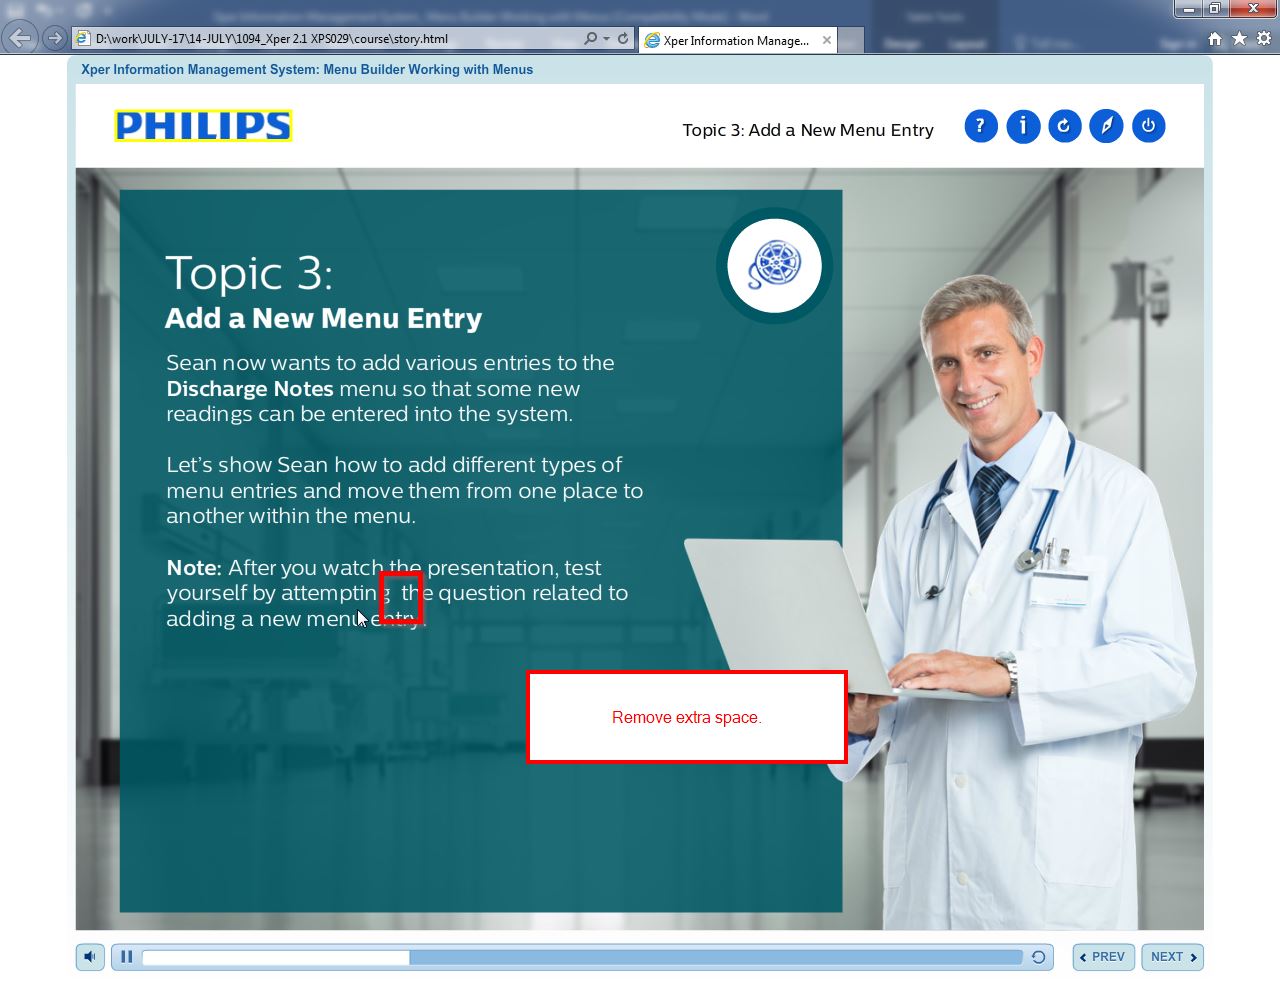 D:\work\JULY-17\14-JULY\1094_Xper 2.1 XPS029\course\story.html
Xper Information Manage...
Xper Information Management System: Menu Builder Working with Menus
PHILIPS
Topic 3: Add a New Menu Entry
Topic 3:
Add a New Menu Entry
Sean now wants to add various entries to the
Discharge Notes menu so that some new
readings can be entered into the system.
Let's show Sean how to add different types of
menu entries and move them from one place to
another within the menu.
Note: After you watch the presentation, test
yourself by attempting  the question related to
adding a new menu entry.
Remove extra space.
PREV
NEXT